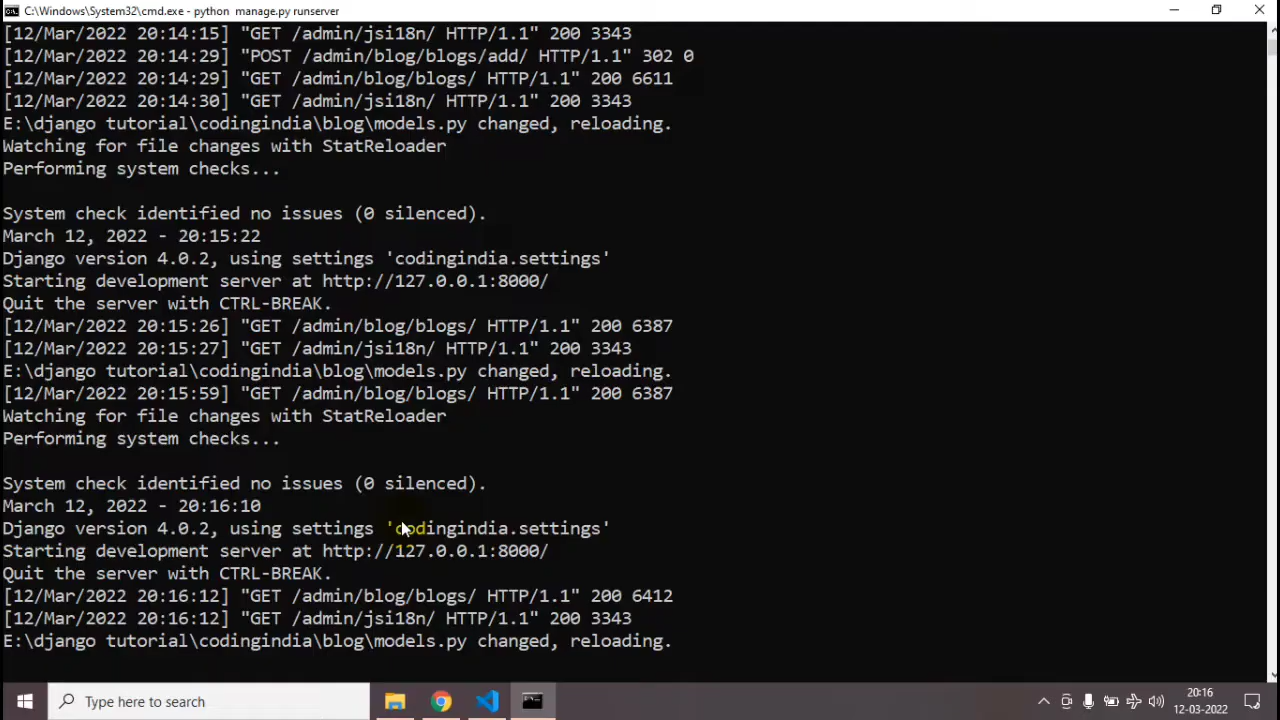 C:\Windows\System32\cmd.exe - python manage.py runserver
[12/Mar/2022 20:14:15] "GET /admin/jsi18n/ HTTP/1.1" 200 3343
[12/Mar/2022 20:14:29] "POST /admin/blog/blogs/add/ HTTP/1.1" 302 0
[12/Mar/2022 20:14:29] "GET /admin/blog/blogs/ HTTP/1.1" 200 6611
[12/Mar/2022 20:14:30] "GET /admin/jsi18n/ HTTP/1.1" 200 3343
E:\django tutorial\codingindia\blog\models.py changed, reloading.
Watching for file changes with StatReloader
Performing system checks...
System check identified no issues (0 silenced).
March 12, 2022 - 20:15:22
Django version 4.0.2, using settings 'codingindia.settings'
Starting development server at http://127.0.0.1:8000/
Quit the server with CTRL-BREAK.
[12/Mar/2022 20:15:26] "GET /admin/blog/blogs/ HTTP/1.1" 200 6387
[12/Mar/2022 20:15:27] "GET /admin/jsi18n/ HTTP/1.1" 200 3343
E:\django tutorial\codingindia\blog\models.py changed, reloading.
[12/Mar/2022 20:15:59] "GET /admin/blog/blogs/ HTTP/1.1" 200 6387
Watching for file changes with StatReloader
Performing system checks...
System check identified no issues (0 silenced).
March 12, 2022 - 20:16:10
Django version 4.0.2, using settings 'codingindia.settings'
Starting development server at http://127.0.0.1:8000/
Quit the server with CTRL-BREAK.
[12/Mar/2022 20:16:12] "GET /admin/blog/blogs/ HTTP/1.1" 200 6412
[12/Mar/2022 20:16:12] "GET /admin/jsi18n/ HTTP/1.1" 200 3343
E:\django tutorial\codingindia\blog\models.py changed, reloading.
Type here to search
20:16
12-03-2022